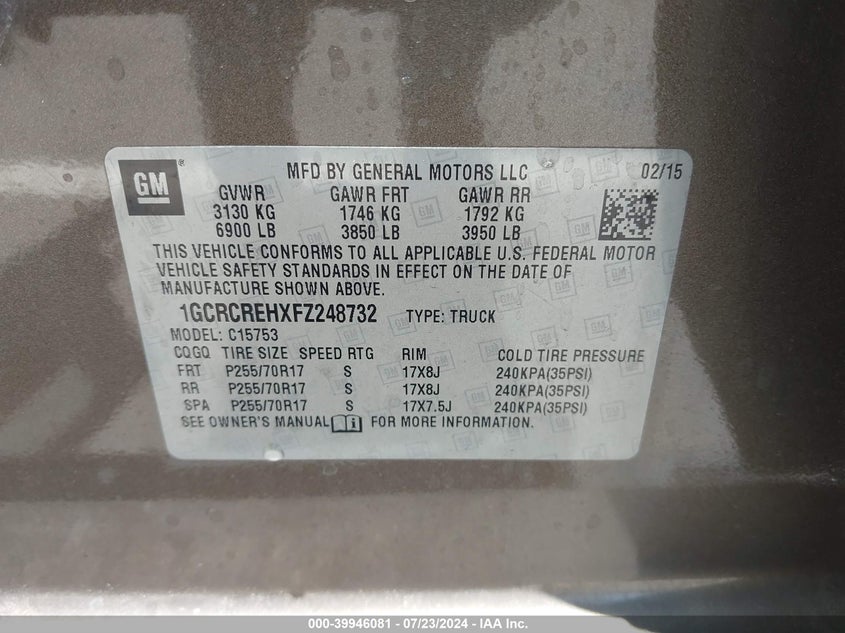 GM ® MFD BY GENERAL MOTORS LLC 02/15
GVWR GAWR FRT GAWR RR
3130 KG 1746 KG 1792 KG
6900 LB 3850 LB 3950 LB
THIS VEHICLE CONFORMS TO ALL APPLICABLE U.S. FEDERAL MOTOR
VEHICLE SAFETY STANDARDS IN EFFECT ON THE DATE OF
MANUFACTURE SHOWN ABOVE.
1GCRCREHXFZ248732 TYPE: TRUCK
MODEL: C15753
CQGQ TIRE SIZE SPEED RTG RIM COLD TIRE PRESSURE
FRT P255/70R17 S 17X8J 240KPA(35PSI)
RR P255/70R17 S 17X8J 240KPA(35PSI)
SPA P255/70R17 S 17X7.5J 240KPA(35PSI)
SEE OWNER'S MANUAL FOR MORE INFORMATION.
000-39946081 - 07/23/2024 - IAA Inc.